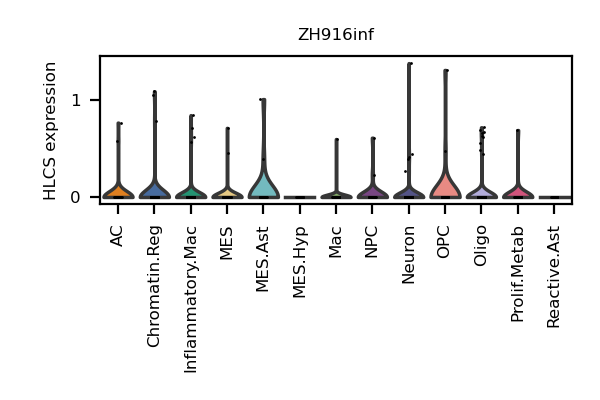 ZH916inf
HLCS expression
1
0
AC
Chromatin.Reg
Inflammatory.Mac
MES
MES.Ast
MES.Hyp
Mac
NPC
Neuron
OPC
Oligo
Prolif.Metab
Reactive.Ast